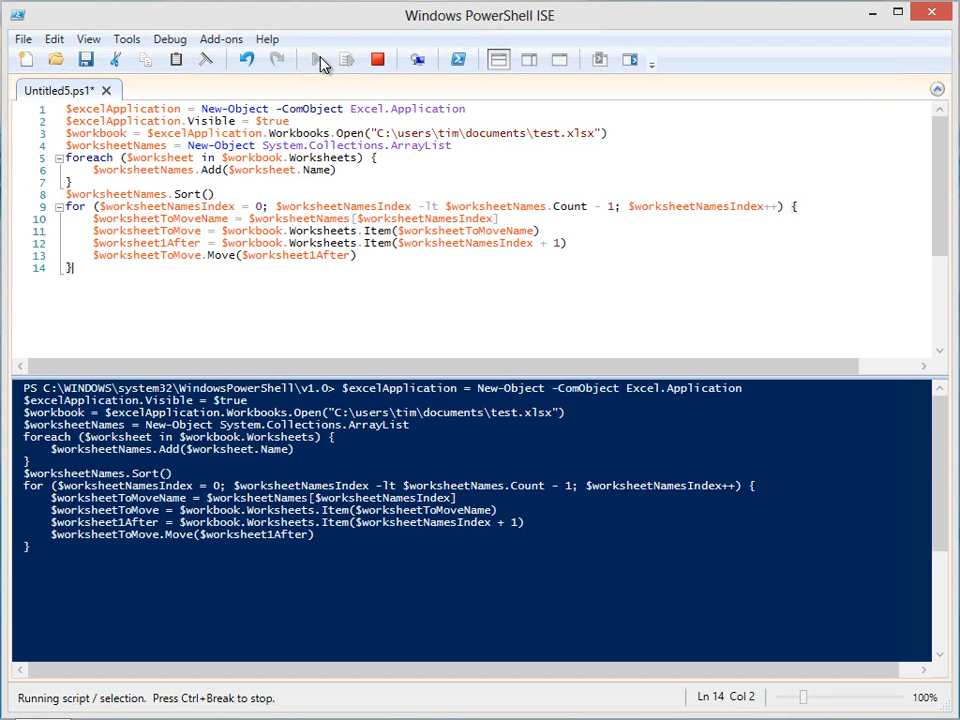 Windows PowerShell ISE
File Edit View Tools Debug Add-ons Help
Untitled5.ps1*
1 $excelApplication = New-Object -ComObject Excel.Application
2 $excelApplication.Visible = $true
3 $workbook = $excelApplication.Workbooks.Open("C:\users\tim\documents\test.xlsx")
4 $worksheetNames = New-Object System.Collections.ArrayList
5 foreach ($worksheet in $workbook.Worksheets) {
6 $worksheetNames.Add($worksheet.Name)
7 }
8 $worksheetNames.Sort()
9 for ($worksheetNamesIndex = 0; $worksheetNamesIndex -lt $worksheetNames.Count - 1; $worksheetNamesIndex++) {
10 $worksheetToMoveName = $worksheetNames[$worksheetNamesIndex]
11 $worksheetToMove = $workbook.Worksheets.Item($worksheetToMoveName)
12 $worksheet1After = $workbook.Worksheets.Item($worksheetNamesIndex + 1)
13 $worksheetToMove.Move($worksheet1After)
14 }
PS C:\WINDOWS\system32\WindowsPowerShell\v1.0> $excelApplication = New-Object -ComObject Excel.Application
$excelApplication.Visible = $true
$workbook = $excelApplication.Workbooks.Open("C:\users\tim\documents\test.xlsx")
$worksheetNames = New-Object System.Collections.ArrayList
foreach ($worksheet in $workbook.Worksheets) {
$worksheetNames.Add($worksheet.Name)
}
$worksheetNames.Sort()
for ($worksheetNamesIndex = 0; $worksheetNamesIndex -lt $worksheetNames.Count - 1; $worksheetNamesIndex++) {
$worksheetToMoveName = $worksheetNames[$worksheetNamesIndex]
$worksheetToMove = $workbook.Worksheets.Item($worksheetToMoveName)
$worksheet1After = $workbook.Worksheets.Item($worksheetNamesIndex + 1)
$worksheetToMove.Move($worksheet1After)
}
Running script / selection. Press Ctrl+Break to stop. Ln 14 Col 2 100%